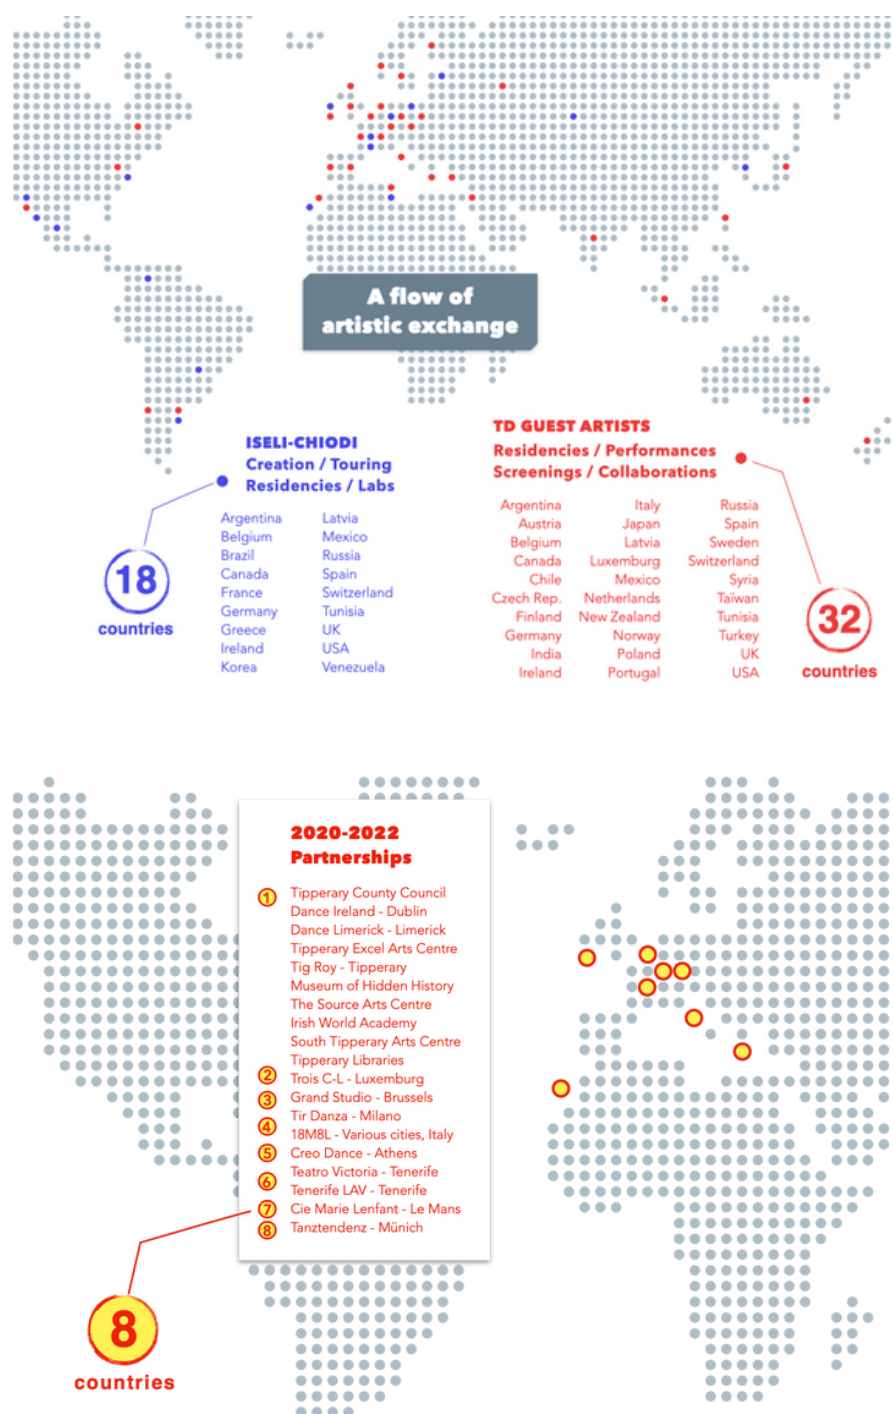 A flow of
artistic exchange
ISELI-CHIODI
Creation / Touring
Residencies / Labs
18
countries
Argentina
Belgium
Brazil
Canada
France
Germany
Greece
Ireland
Korea
Latvia
Mexico
Russia
Spain
Switzerland
Tunisia
UK
USA
Venezuela
TD GUEST ARTISTS
Residencies / Performances
Screenings / Collaborations
Argentina
Austria
Belgium
Canada
Chile
Czech Rep.
Finland
Germany
India
Ireland
Italy
Japan
Latvia
Luxemburg
Mexico
Netherlands
New Zealand
Norway
Poland
Portugal
Russia
Spain
Sweden
Switzerland
Syria
Taïwan
Tunisia
Turkey
UK
USA
32
countries
2020-2022
Partnerships
1 Tipperary County Council
Dance Ireland - Dublin
Dance Limerick - Limerick
Tipperary Excel Arts Centre
Tig Roy - Tipperary
Museum of Hidden History
The Source Arts Centre
Irish World Academy
South Tipperary Arts Centre
Tipperary Libraries
2 Trois C-L - Luxemburg
3 Grand Studio - Brussels
Tir Danza - Milano
4 18M8L - Various cities, Italy
5 Creo Dance - Athens
Teatro Victoria - Tenerife
6 Tenerife LAV - Tenerife
7 Cie Marie Lenfant - Le Mans
8 Tanztendenz - Münich
8
countries